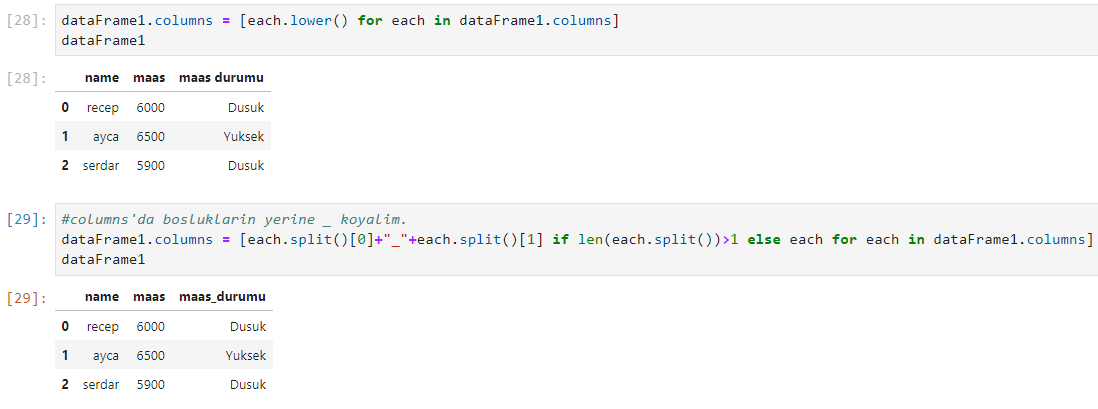 [28]: dataFrame1.columns = [each.lower() for each in dataFrame1.columns]
dataFrame1
[28]: name maas maas durumu
0 recep 6000 Dusuk
1 ayca 6500 Yuksek
2 serdar 5900 Dusuk
[29]: #columns'da bosluklarin yerine _ koyalim.
dataFrame1.columns = [each.split()[0]+"_"+each.split()[1] if len(each.split())>1 else each for each in dataFrame1.columns]
dataFrame1
[29]: name maas maas_durumu
0 recep 6000 Dusuk
1 ayca 6500 Yuksek
2 serdar 5900 Dusuk